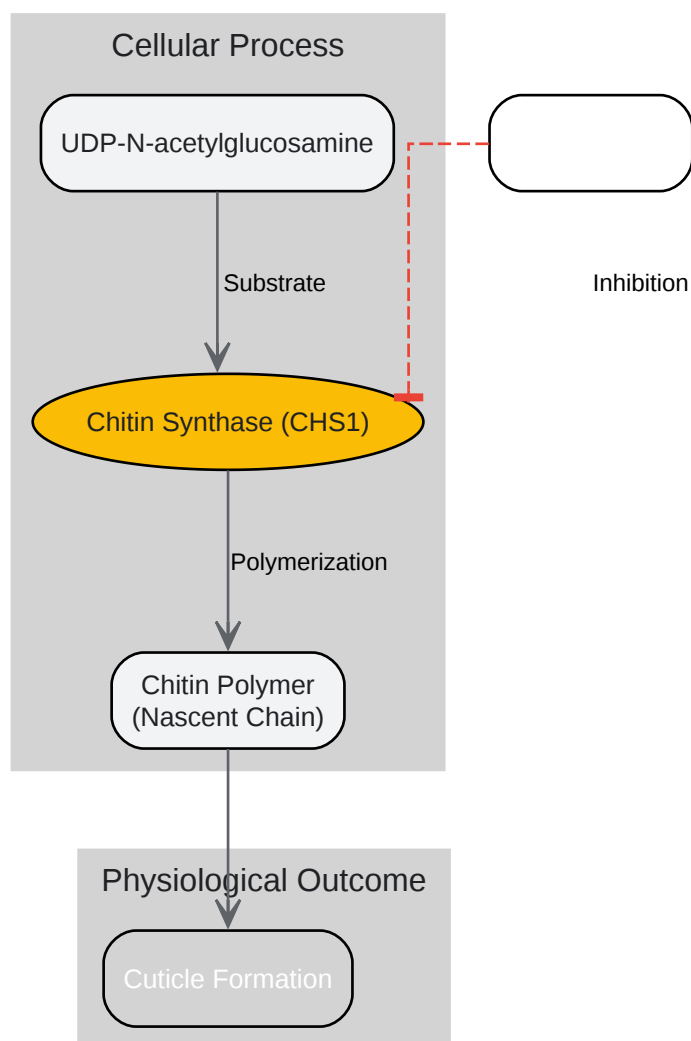 Cellular Process
UDP-N-acetylglucosamine
Substrate
Inhibition
Chitin Synthase (CHS1)
Polymerization
Chitin Polymer
(Nascent Chain)
Physiological Outcome
Cuticle Formation